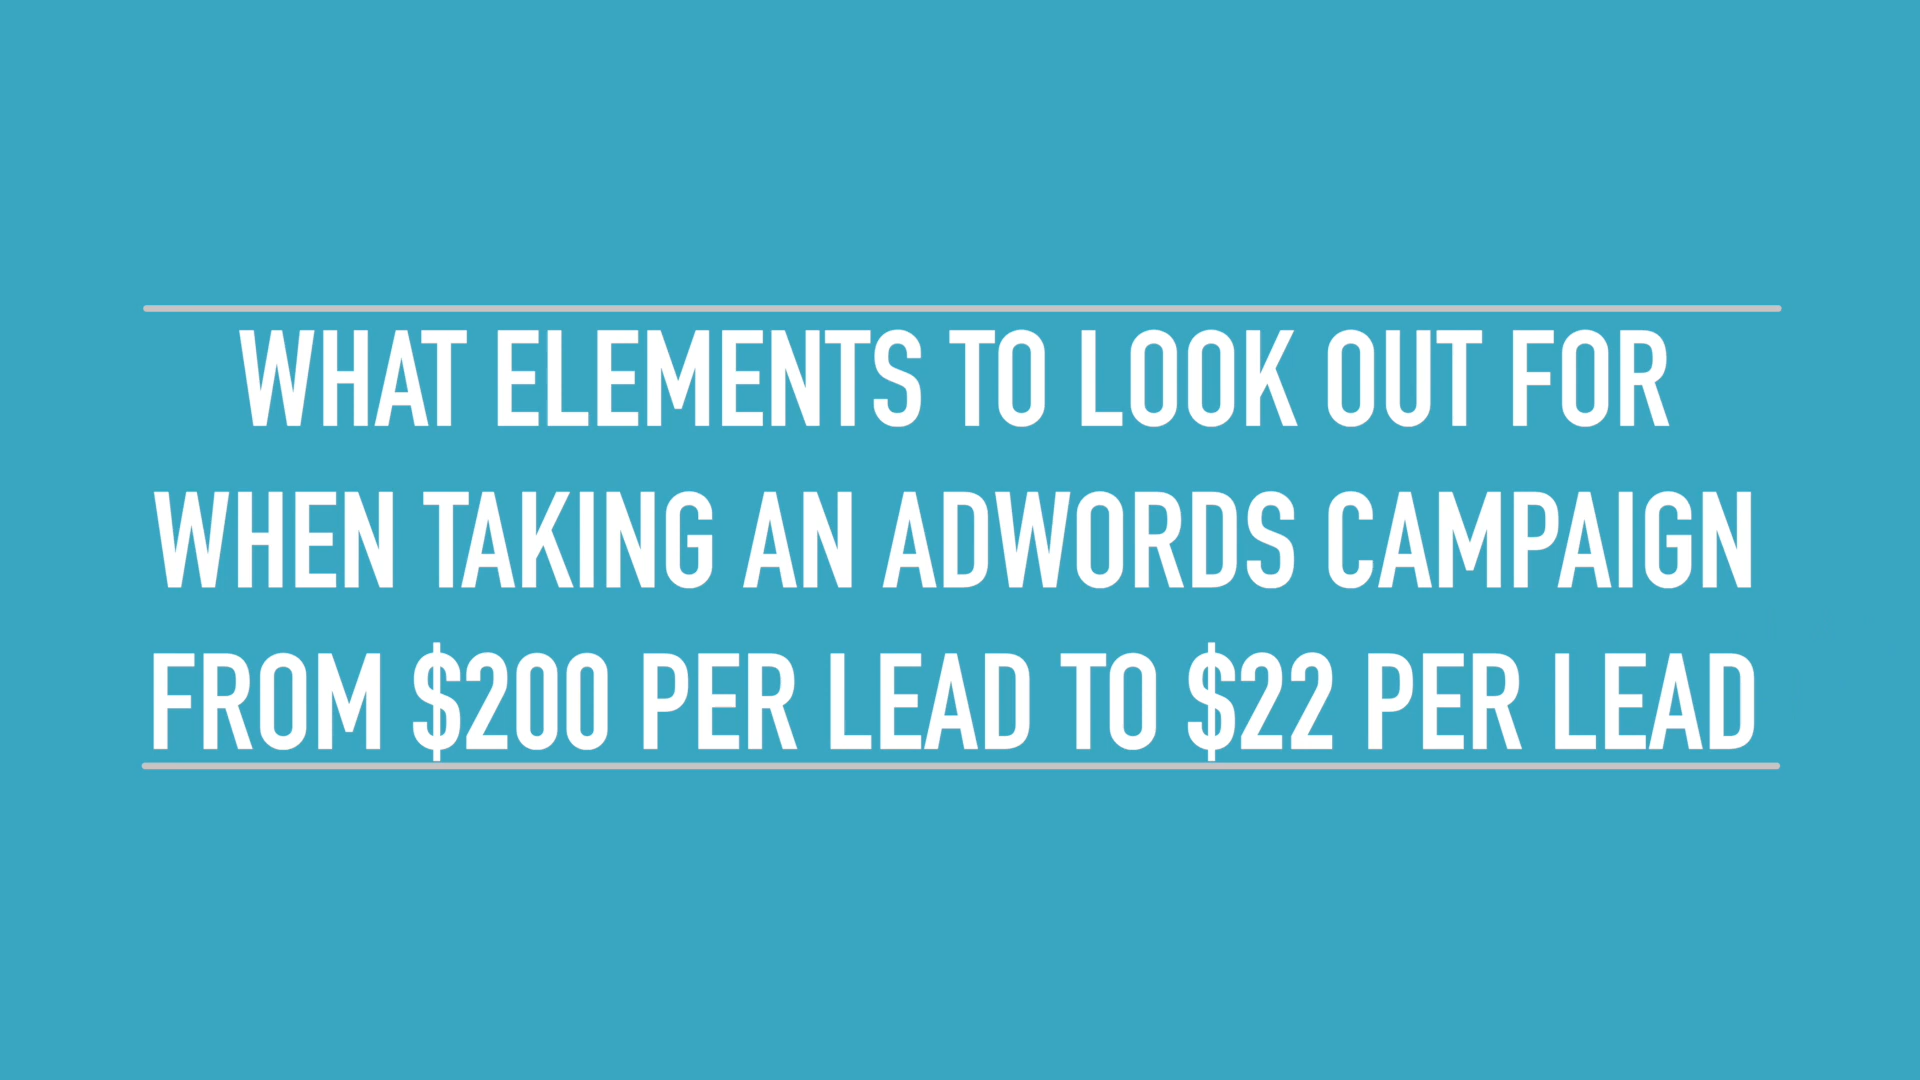 WHAT ELEMENTS TO LOOK OUT FOR
WHEN TAKING AN ADWORDS CAMPAIGN
FROM $200 PER LEAD TO $22 PER LEAD